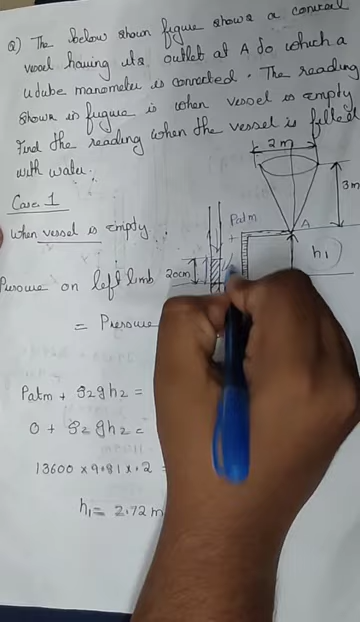 Q) The below shown figure shows a conical
vessel having its outlet at A to which a
U tube manometer is connected. The reading
shown in figure is when vessel is empty
Find the reading when the vessel is filled
with water.
2m
3m
Case. 1
Patm
A
when vessel is empty.
h1
Pressure on left limb
20cm
= Pressure
Patm + ρ2gh2 =
0 + ρ2gh2 =
13600 × 9.81 × .2 =
h1 = 2.72 m